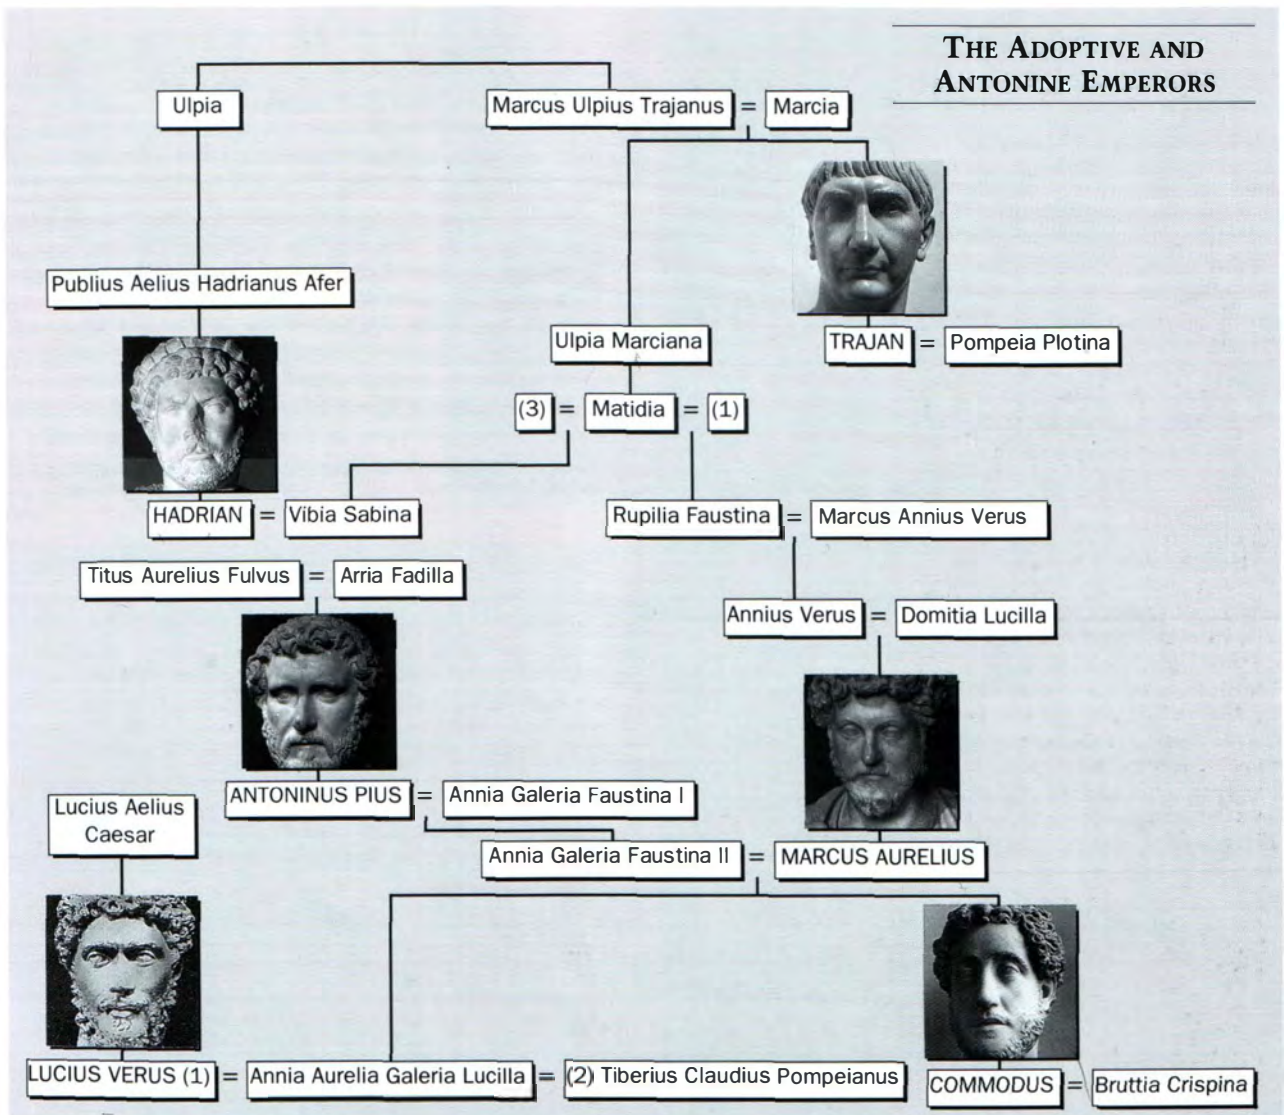 THE ADOPTIVE AND
ANTONINE EMPERORS
Ulpia
Marcus Ulpius Trajanus = Marcia
Publius Aelius Hadrianus Afer
Ulpia Marciana
TRAJAN = Pompeia Plotina
(3) = Matidia = (1)
HADRIAN = Vibia Sabina
Rupilia Faustina = Marcus Annius Verus
Titus Aurelius Fulvus = Arria Fadilla
Annius Verus = Domitia Lucilla
ANTONINUS PIUS = Annia Galeria Faustina I
Lucius Aelius
Caesar
Annia Galeria Faustina II = MARCUS AURELIUS
LUCIUS VERUS (1) = Annia Aurelia Galeria Lucilla = (2) Tiberius Claudius Pompeianus
COMMODUS = Bruttia Crispina